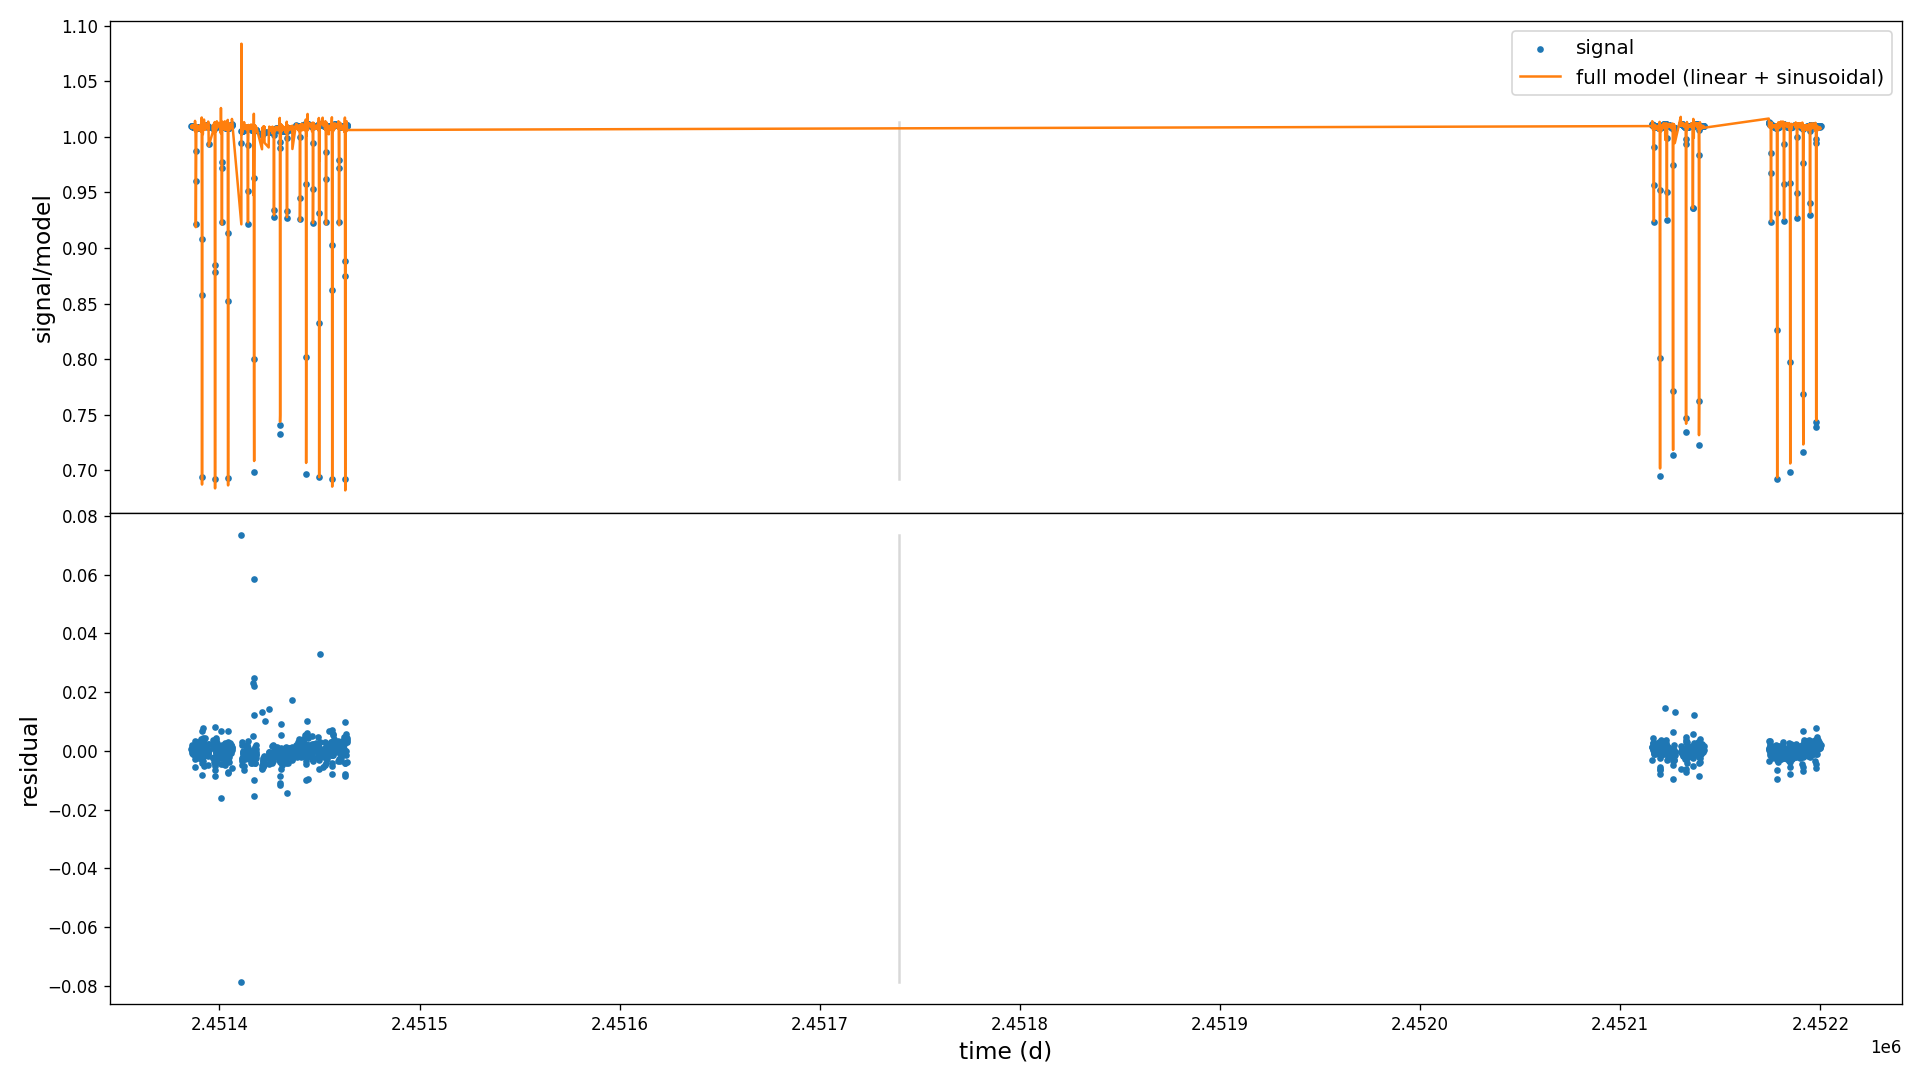 1.10
1.05
1.00
0.95
0.90
0.85
0.80
0.75
0.70
signal/model
signal
full model (linear + sinusoidal)
0.08
0.06
0.04
0.02
0.00
−0.02
−0.04
−0.06
−0.08
residual
2.4514 2.4515 2.4516 2.4517 2.4518 2.4519 2.4520 2.4521 2.4522
1e6
time (d)